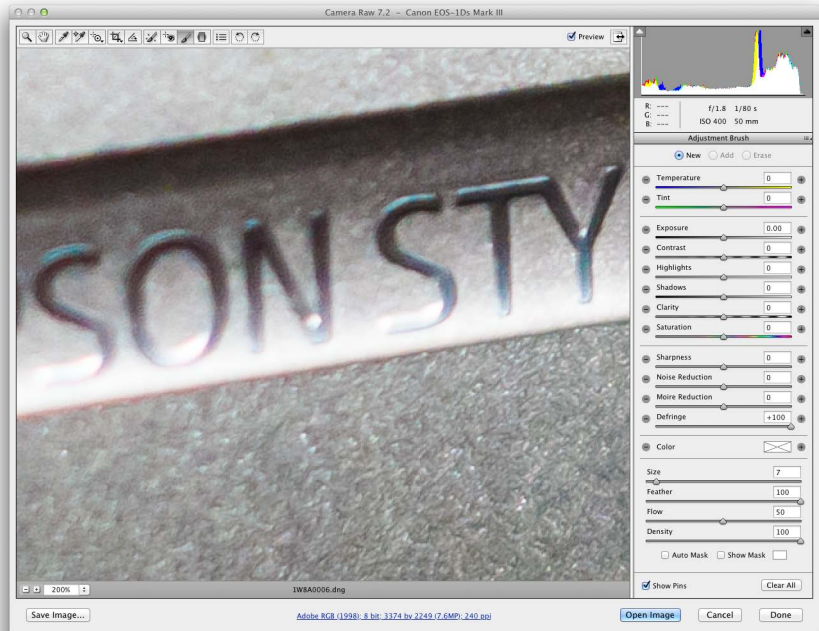 Camera Raw 7.2 – Canon EOS-1Ds Mark III
Preview
SON STY
R: ---
G: ---
B: ---
f/1.8 1/80 s
ISO 400 50 mm
Adjustment Brush
New Add Erase
Temperature 0
Tint 0
Exposure 0.00
Contrast 0
Highlights 0
Shadows 0
Clarity 0
Saturation 0
Sharpness 0
Noise Reduction 0
Moire Reduction 0
Defringe +100
Color
Size 7
Feather 100
Flow 50
Density 100
Auto Mask Show Mask
Show Pins Clear All
200% 1W8A0006.dng
Save Image... Adobe RGB (1998); 8 bit; 3374 by 2249 (7.6MP); 240 ppi Open Image Cancel Done